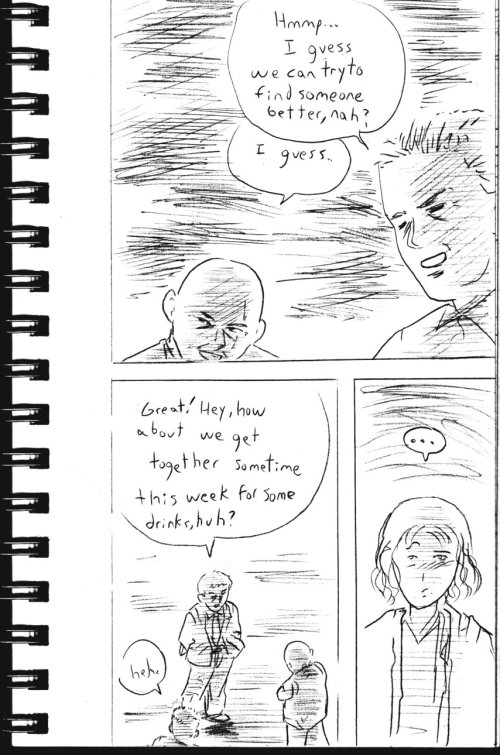 Hmmp...
I guess
we can try to
find someone
better, nah?
I guess..
Great! Hey, how
about we get
together sometime
this week for some
drinks, huh?
heh.
...